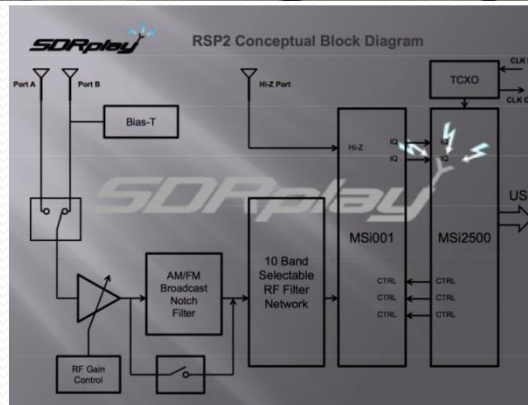 SDRplay
RSP2 Conceptual Block Diagram
Port A
Port B
Hi-Z Port
TCXO
CLK
CLK
Bias-T
Hi-Z
IQ
IQ
IQ
IQ
SDRplay
US
MSi001
MSi2500
AM/FM
Broadcast
Notch
Filter
10 Band
Selectable
RF Filter
Network
CTRL
CTRL
CTRL
CTRL
CTRL
CTRL
RF Gain
Control